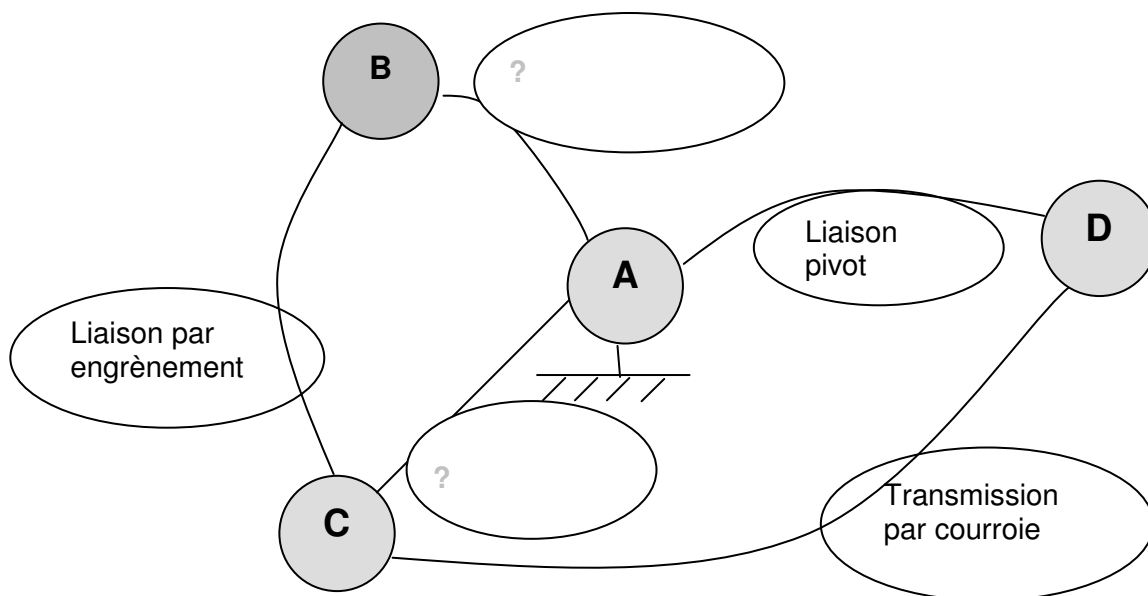 B
?
Liaison
pivot
D
A
Liaison par
engrènement
?
C
Transmission
par courroie